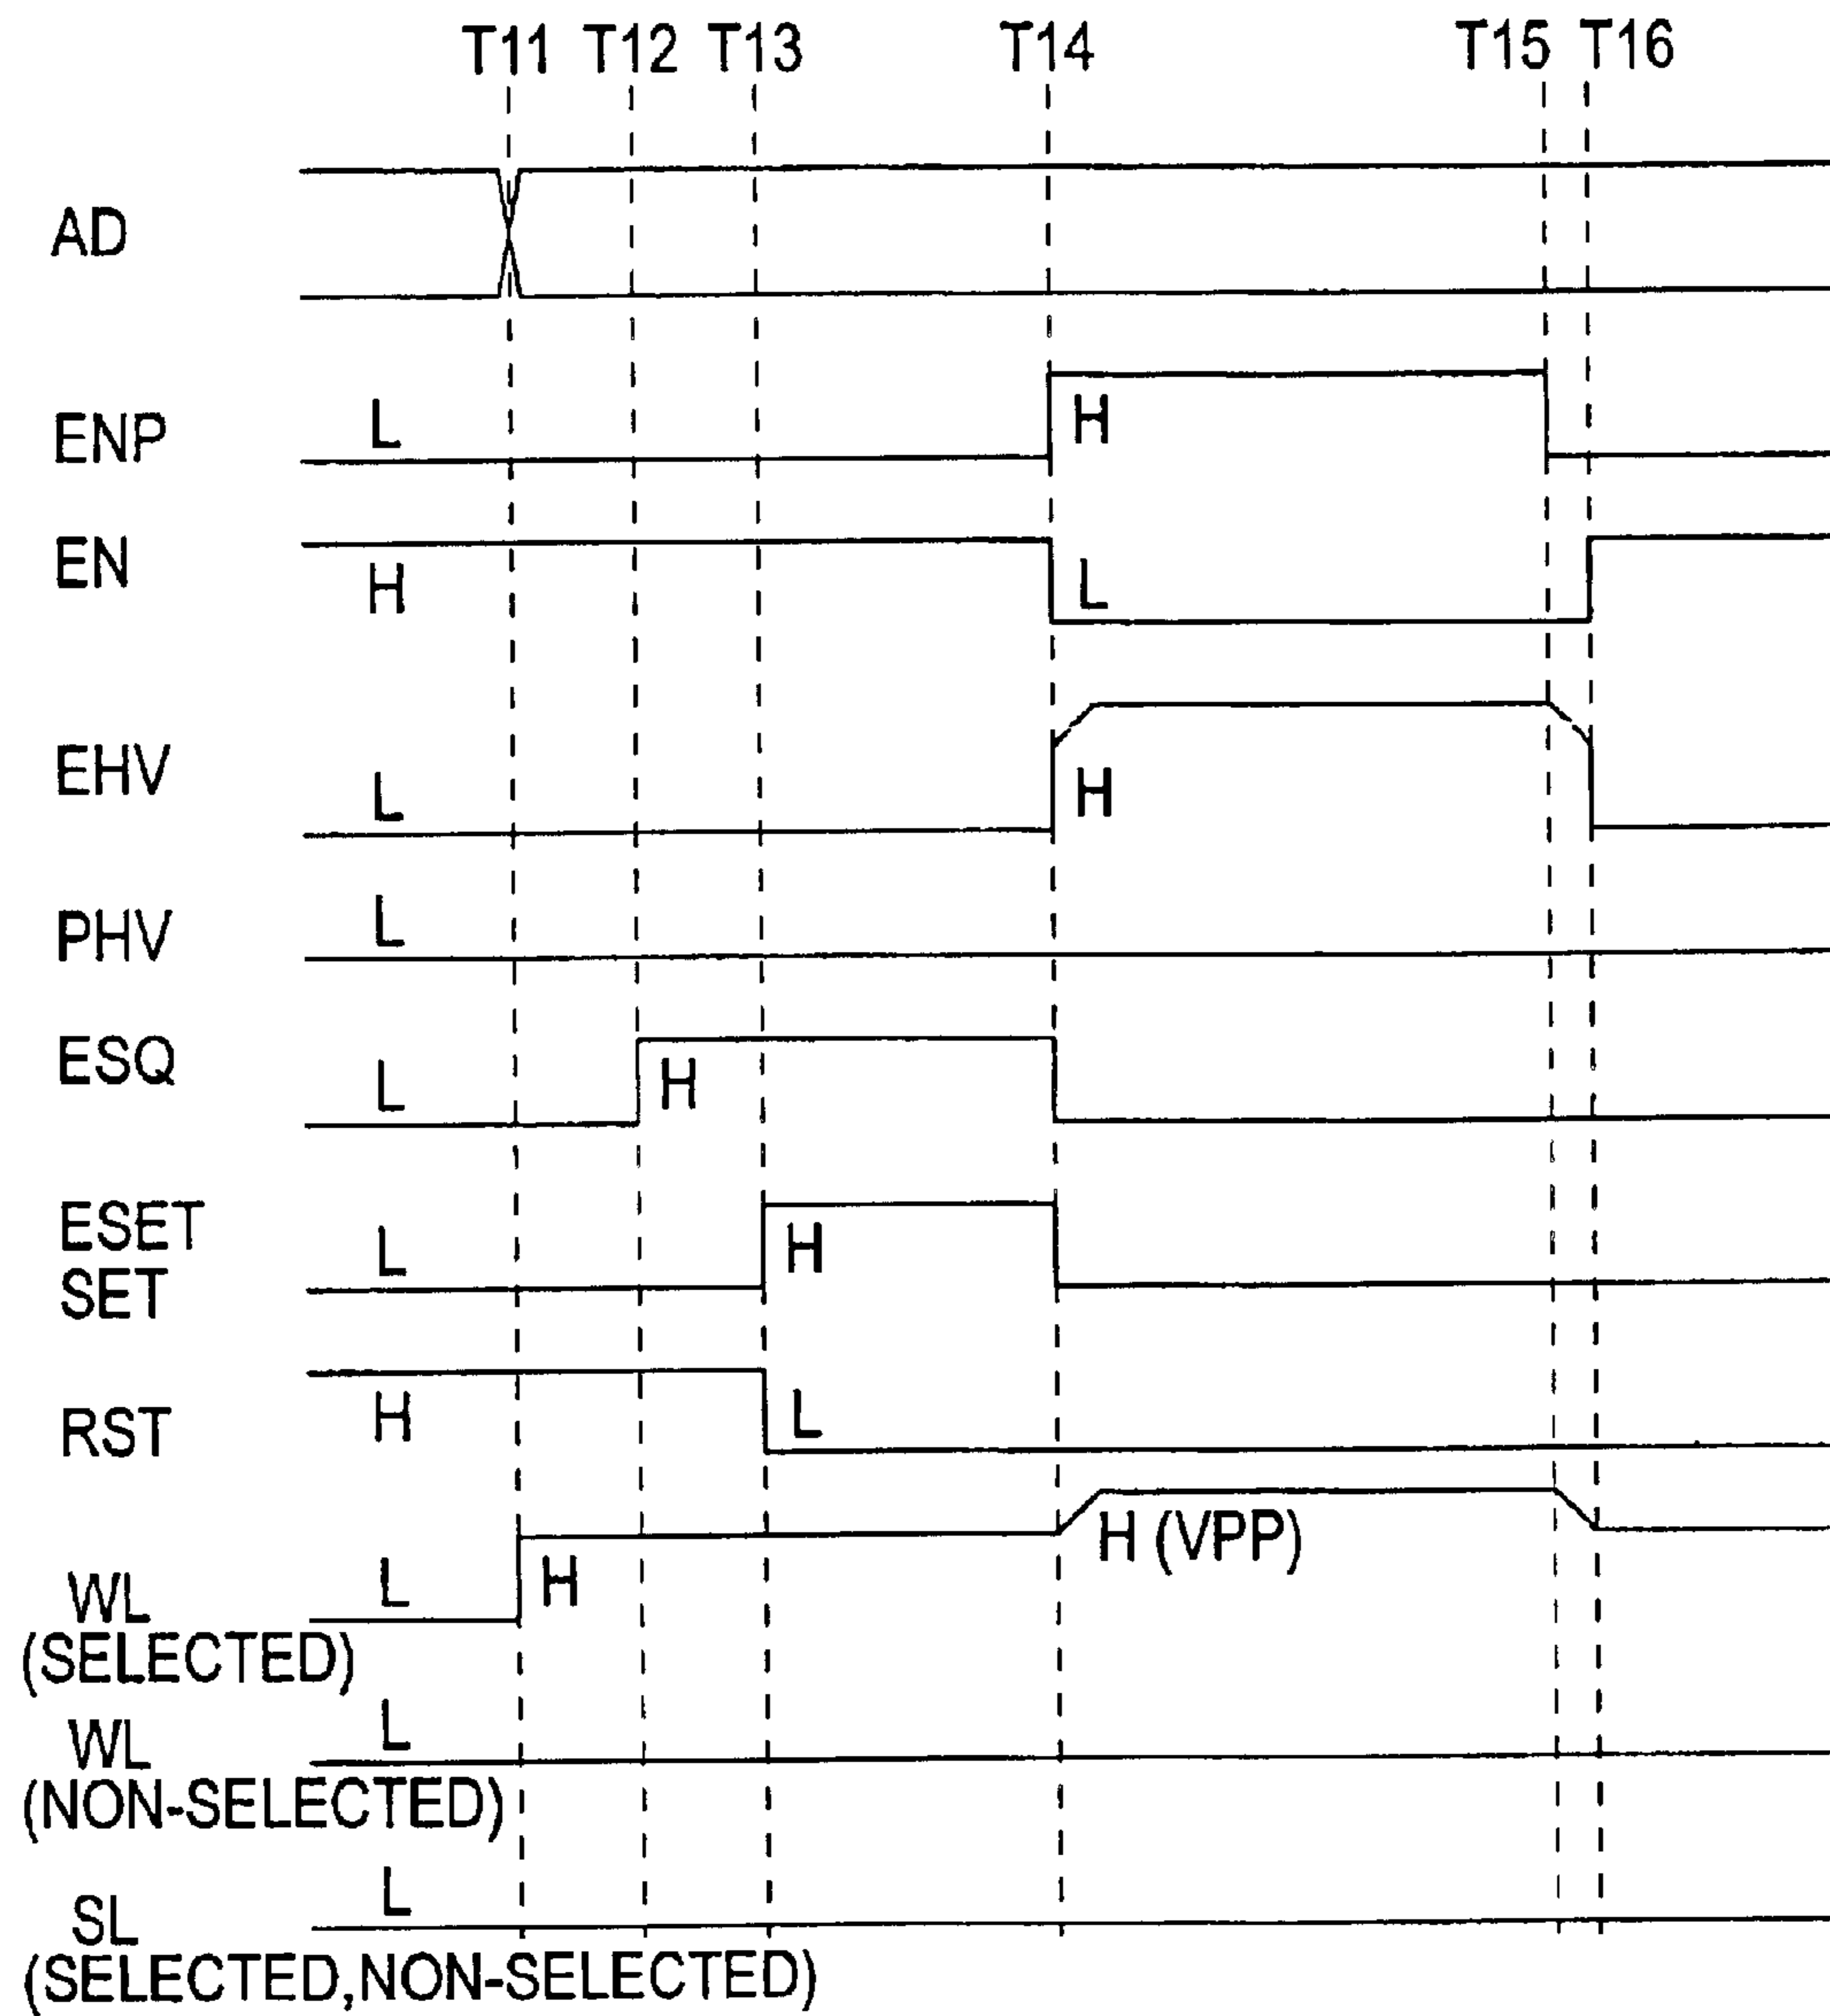 T11 T12 T13 T14 T15 T16
AD
ENP L H
EN H L
EHV L H
PHV L
ESQ L H
ESET
SET L H
RST H L
WL L H H (VPP)
(SELECTED)
WL L
(NON-SELECTED)
SL L
(SELECTED,NON-SELECTED)